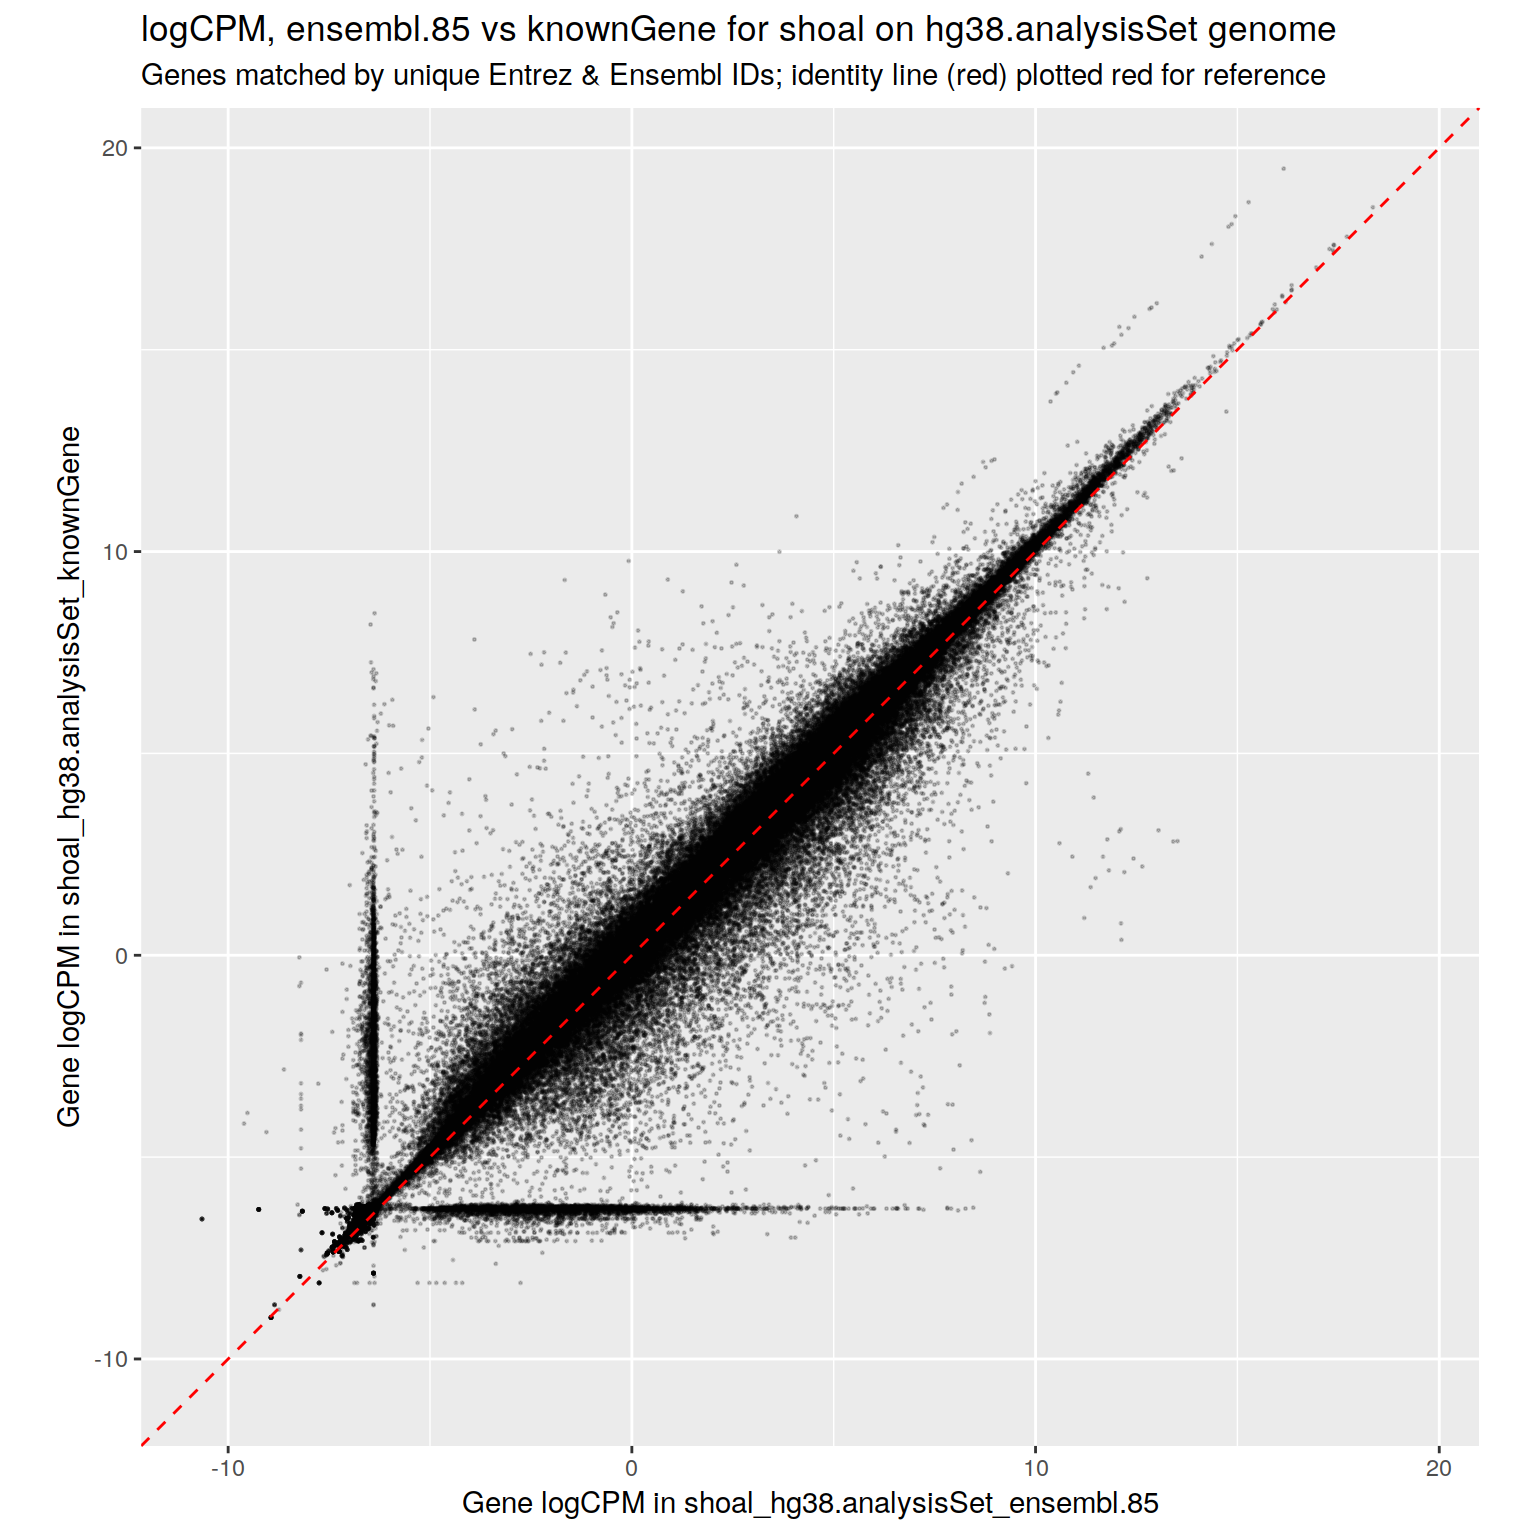 logCPM, ensembl.85 vs knownGene for shoal on hg38.analysisSet genome
Genes matched by unique Entrez & Ensembl IDs; identity line (red) plotted red for reference
20
10
0
-10
Gene logCPM in shoal_hg38.analysisSet_knownGene
-10
0
10
20
Gene logCPM in shoal_hg38.analysisSet_ensembl.85